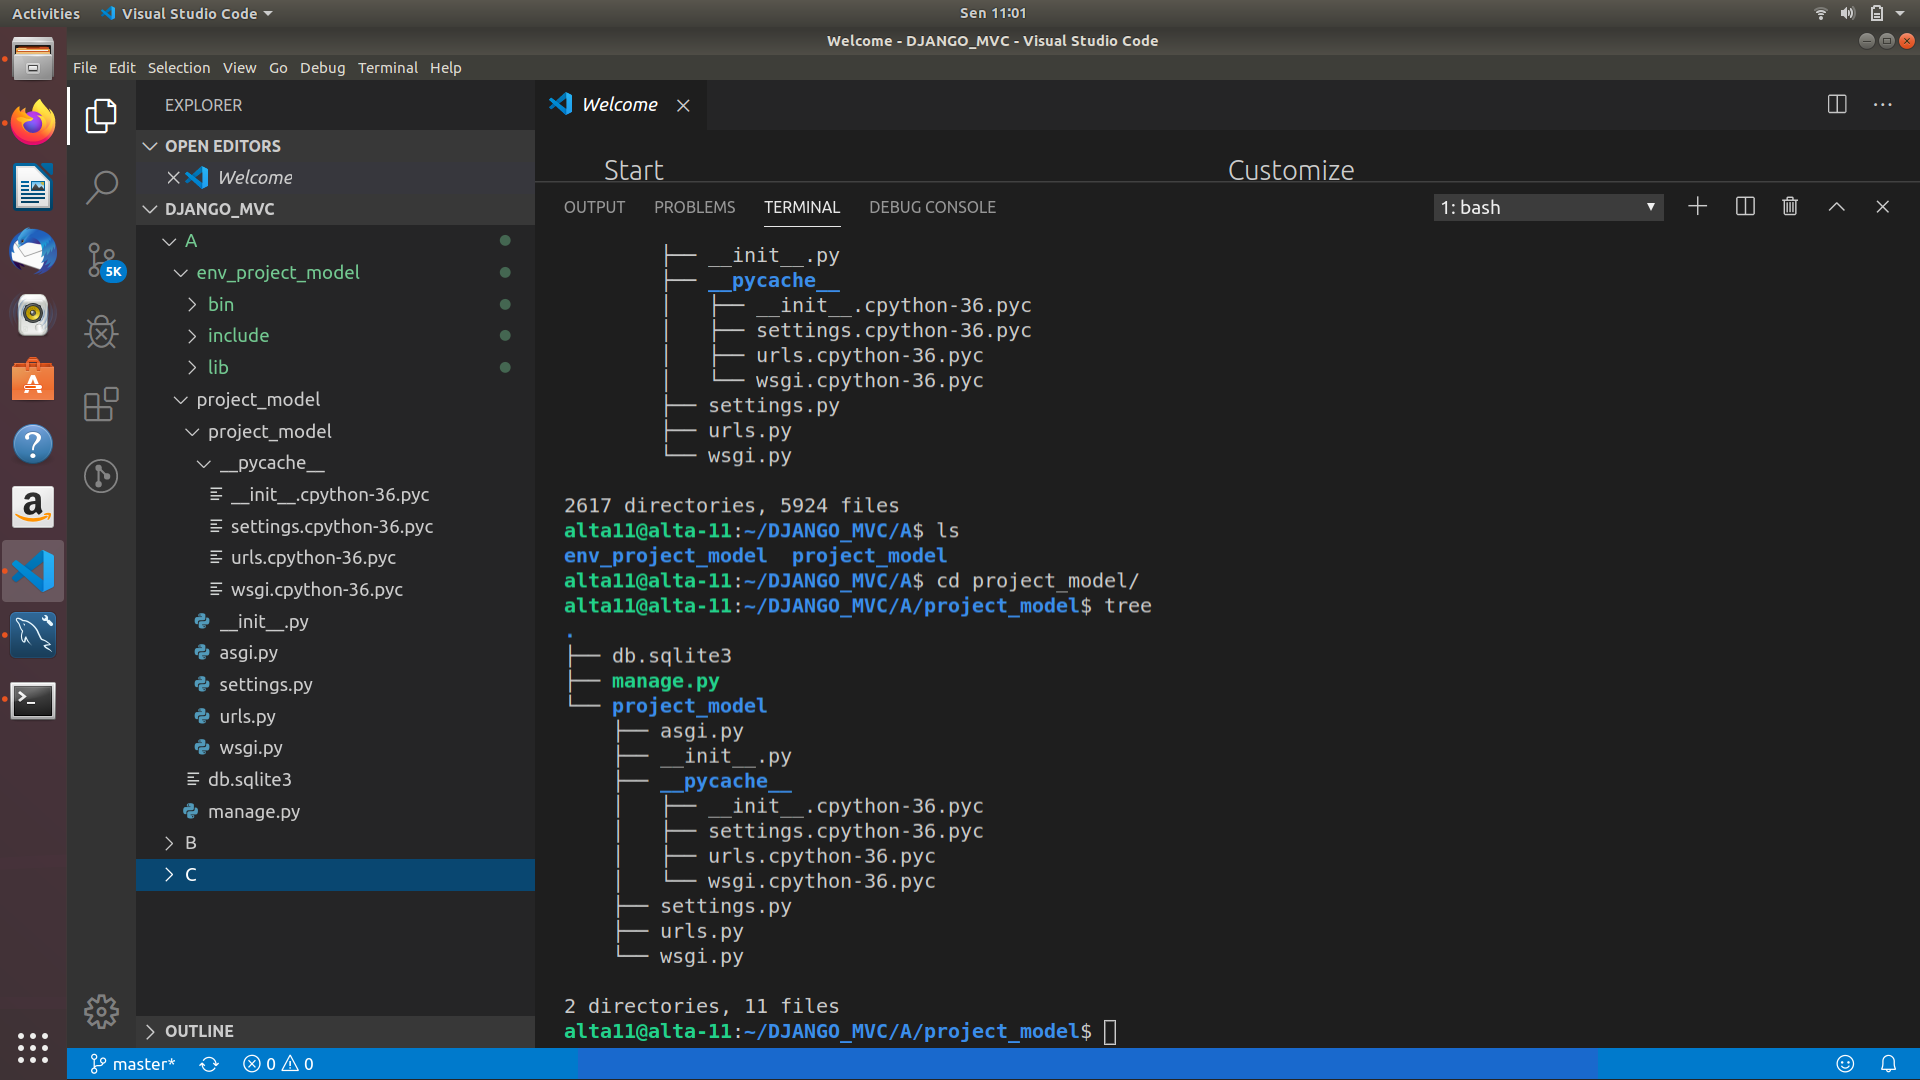 Activities Visual Studio Code Sen 11:01
Welcome - DJANGO_MVC - Visual Studio Code
File Edit Selection View Go Debug Terminal Help
EXPLORER
OPEN EDITORS
Welcome
DJANGO_MVC
A
env_project_model
bin
include
lib
project_model
project_model
__pycache__
__init__.cpython-36.pyc
settings.cpython-36.pyc
urls.cpython-36.pyc
wsgi.cpython-36.pyc
__init__.py
asgi.py
settings.py
urls.py
wsgi.py
db.sqlite3
manage.py
B
C
OUTLINE
5K
Welcome
Start Customize
OUTPUT PROBLEMS TERMINAL DEBUG CONSOLE 1: bash
├── __init__.py
├── __pycache__
│   ├── __init__.cpython-36.pyc
│   ├── settings.cpython-36.pyc
│   ├── urls.cpython-36.pyc
│   └── wsgi.cpython-36.pyc
├── settings.py
├── urls.py
└── wsgi.py
2617 directories, 5924 files
alta11@alta-11:~/DJANGO_MVC/A$ ls
env_project_model  project_model
alta11@alta-11:~/DJANGO_MVC/A$ cd project_model/
alta11@alta-11:~/DJANGO_MVC/A/project_model$ tree
.
├── db.sqlite3
├── manage.py
└── project_model
    ├── asgi.py
    ├── __init__.py
    ├── __pycache__
    │   ├── __init__.cpython-36.pyc
    │   ├── settings.cpython-36.pyc
    │   ├── urls.cpython-36.pyc
    │   └── wsgi.cpython-36.pyc
    ├── settings.py
    ├── urls.py
    └── wsgi.py
2 directories, 11 files
alta11@alta-11:~/DJANGO_MVC/A/project_model$
master* 0 0